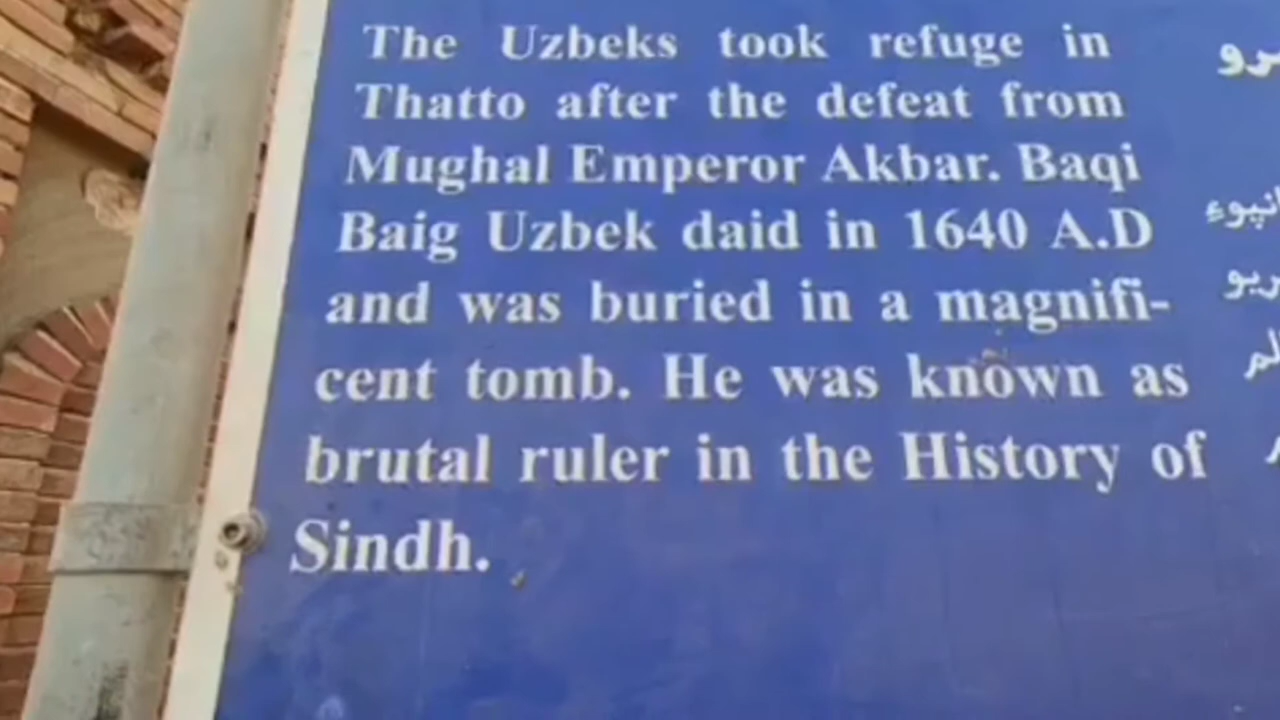 The Uzbeks took refuge in
Thatto after the defeat from
Mughal Emperor Akbar. Baqi
Baig Uzbek daid in 1640 A.D
and was buried in a magnifi-
cent tomb. He was known as
brutal ruler in the History of
Sindh.